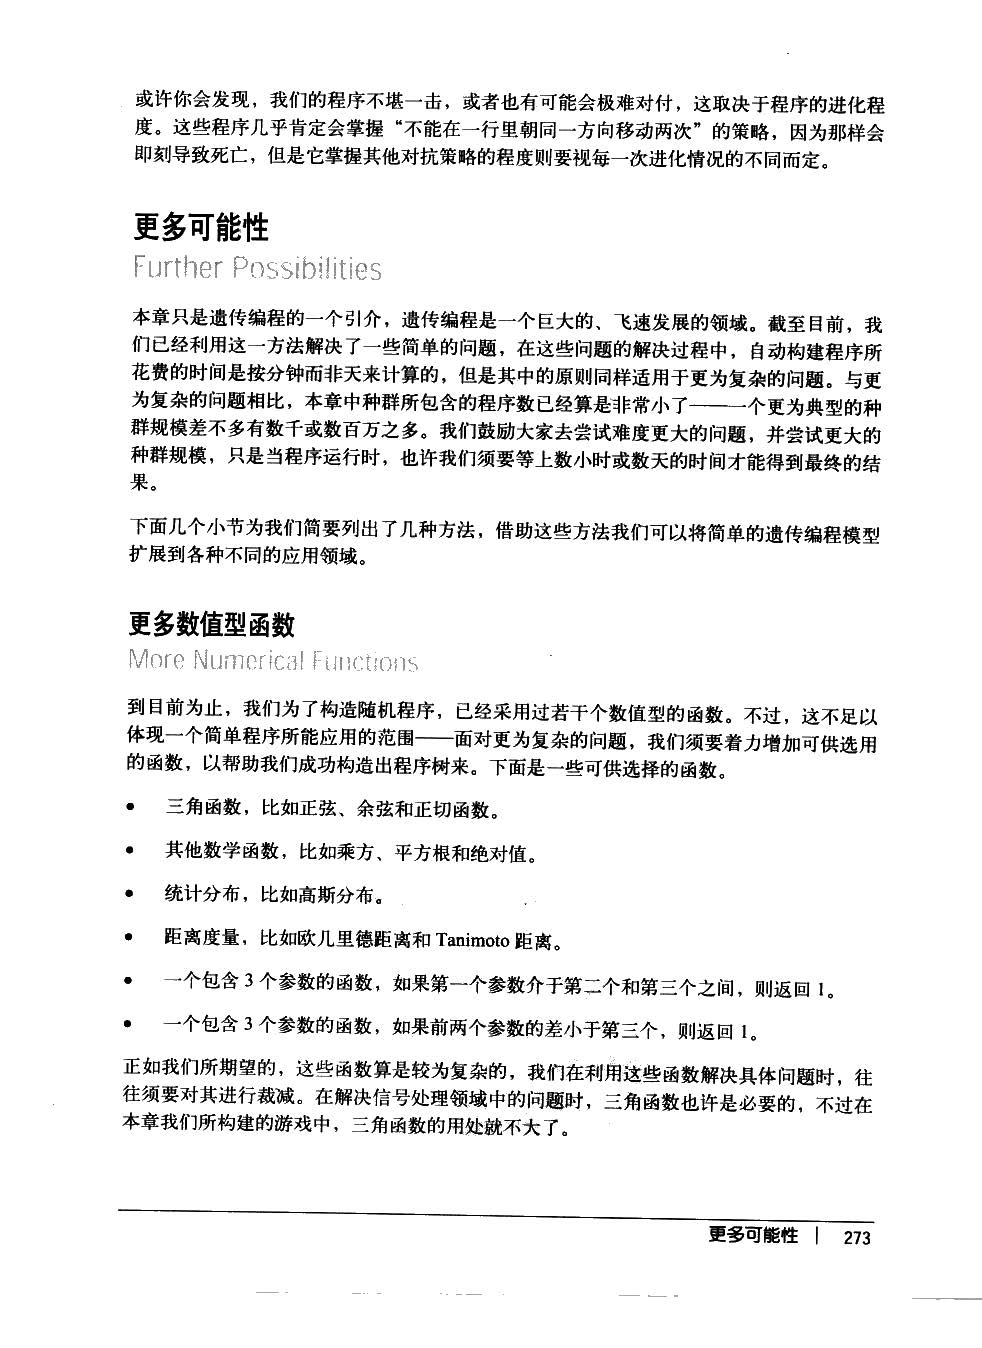 或许你会发现，我们的程序不堪一击，或者也有可能会极难对付，这取决于程序的进化程
度。这些程序几乎肯定会掌握“不能在一行里朝同一方向移动两次”的策略，因为那样会
即刻导致死亡，但是它掌握其他对抗策略的程度则要视每一次进化情况的不同而定。
更多可能性
Further Possibilities
本章只是遗传编程的一个引介，遗传编程是一个巨大的、飞速发展的领域。截至目前，我
们已经利用这一方法解决了一些简单的问题，在这些问题的解决过程中，自动构建程序所
花费的时间是按分钟而非天来计算的，但是其中的原则同样适用于更为复杂的问题。与更
为复杂的问题相比，本章中种群所包含的程序数已经算是非常小了——一个更为典型的种
群规模差不多有数千或数百万之多。我们鼓励大家去尝试难度更大的问题，并尝试更大的
种群规模，只是当程序运行时，也许我们须要等上数小时或数天的时间才能得到最终的结
果。
下面几个小节为我们简要列出了几种方法，借助这些方法我们可以将简单的遗传编程模型
扩展到各种不同的应用领域。
更多数值型函数
More Numerical Functions
到目前为止，我们为了构造随机程序，已经采用过若干个数值型的函数。不过，这不足以
体现一个简单程序所能应用的范围——面对更为复杂的问题，我们须要着力增加可供选用
的函数，以帮助我们成功构造出程序树来。下面是一些可供选择的函数。
• 三角函数，比如正弦、余弦和正切函数。
• 其他数学函数，比如乘方、平方根和绝对值。
• 统计分布，比如高斯分布。
• 距离度量，比如欧几里德距离和 Tanimoto 距离。
• 一个包含 3 个参数的函数，如果第一个参数介于第二个和第三个之间，则返回 1。
• 一个包含 3 个参数的函数，如果前两个参数的差小于第三个，则返回 1。
正如我们所期望的，这些函数算是较为复杂的，我们在利用这些函数解决具体问题时，往
往须要对其进行裁减。在解决信号处理领域中的问题时，三角函数也许是必要的，不过在
本章我们所构建的游戏中，三角函数的用处就不大了。
更多可能性 | 273